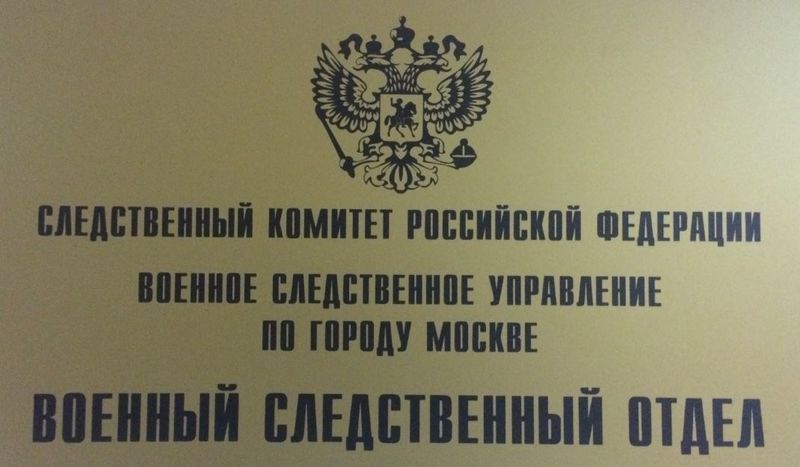 СЛЕДСТВЕННЫЙ КОМИТЕТ РОССИЙСКОЙ ФЕДЕРАЦИИ
ВОЕННОЕ СЛЕДСТВЕННОЕ УПРАВЛЕНИЕ
ПО ГОРОДУ МОСКВЕ
ВОЕННЫЙ СЛЕДСТВЕННЫЙ ОТДЕЛ